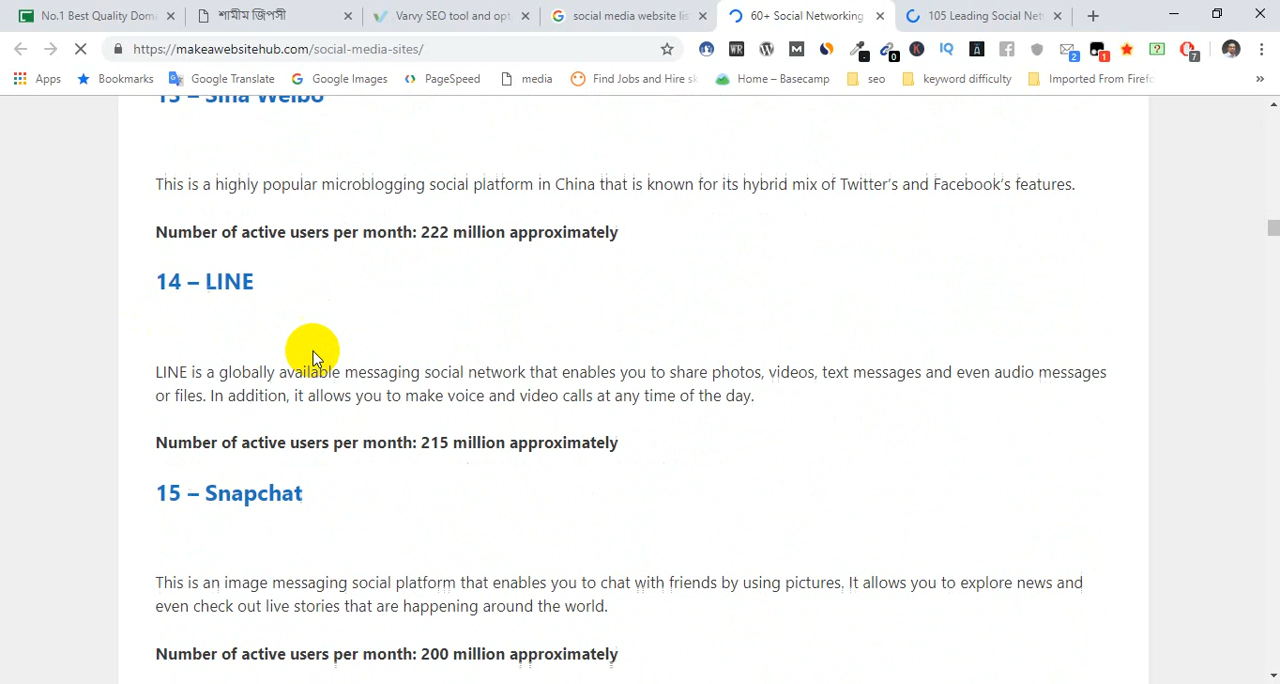 No.1 Best Quality Dom
শামীম জিপসী
Varvy SEO tool and opt
social media website li
60+ Social Networking
105 Leading Social Net
https://makeawebsitehub.com/social-media-sites/
Apps
Bookmarks
Google Translate
Google Images
PageSpeed
media
Find Jobs and Hire sk
Home – Basecamp
seo
keyword difficulty
Imported From Firefo
13 – Sina Weibo
This is a highly popular microblogging social platform in China that is known for its hybrid mix of Twitter’s and Facebook’s features.
Number of active users per month: 222 million approximately
14 – LINE
LINE is a globally available messaging social network that enables you to share photos, videos, text messages and even audio messages
or files. In addition, it allows you to make voice and video calls at any time of the day.
Number of active users per month: 215 million approximately
15 – Snapchat
This is an image messaging social platform that enables you to chat with friends by using pictures. It allows you to explore news and
even check out live stories that are happening around the world.
Number of active users per month: 200 million approximately